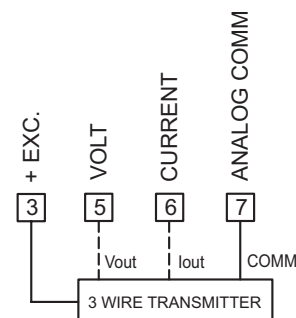 + EXC.
VOLT
CURRENT
ANALOG COMM
3
5
6
7
Vout
Iout
COMM
3 WIRE TRANSMITTER